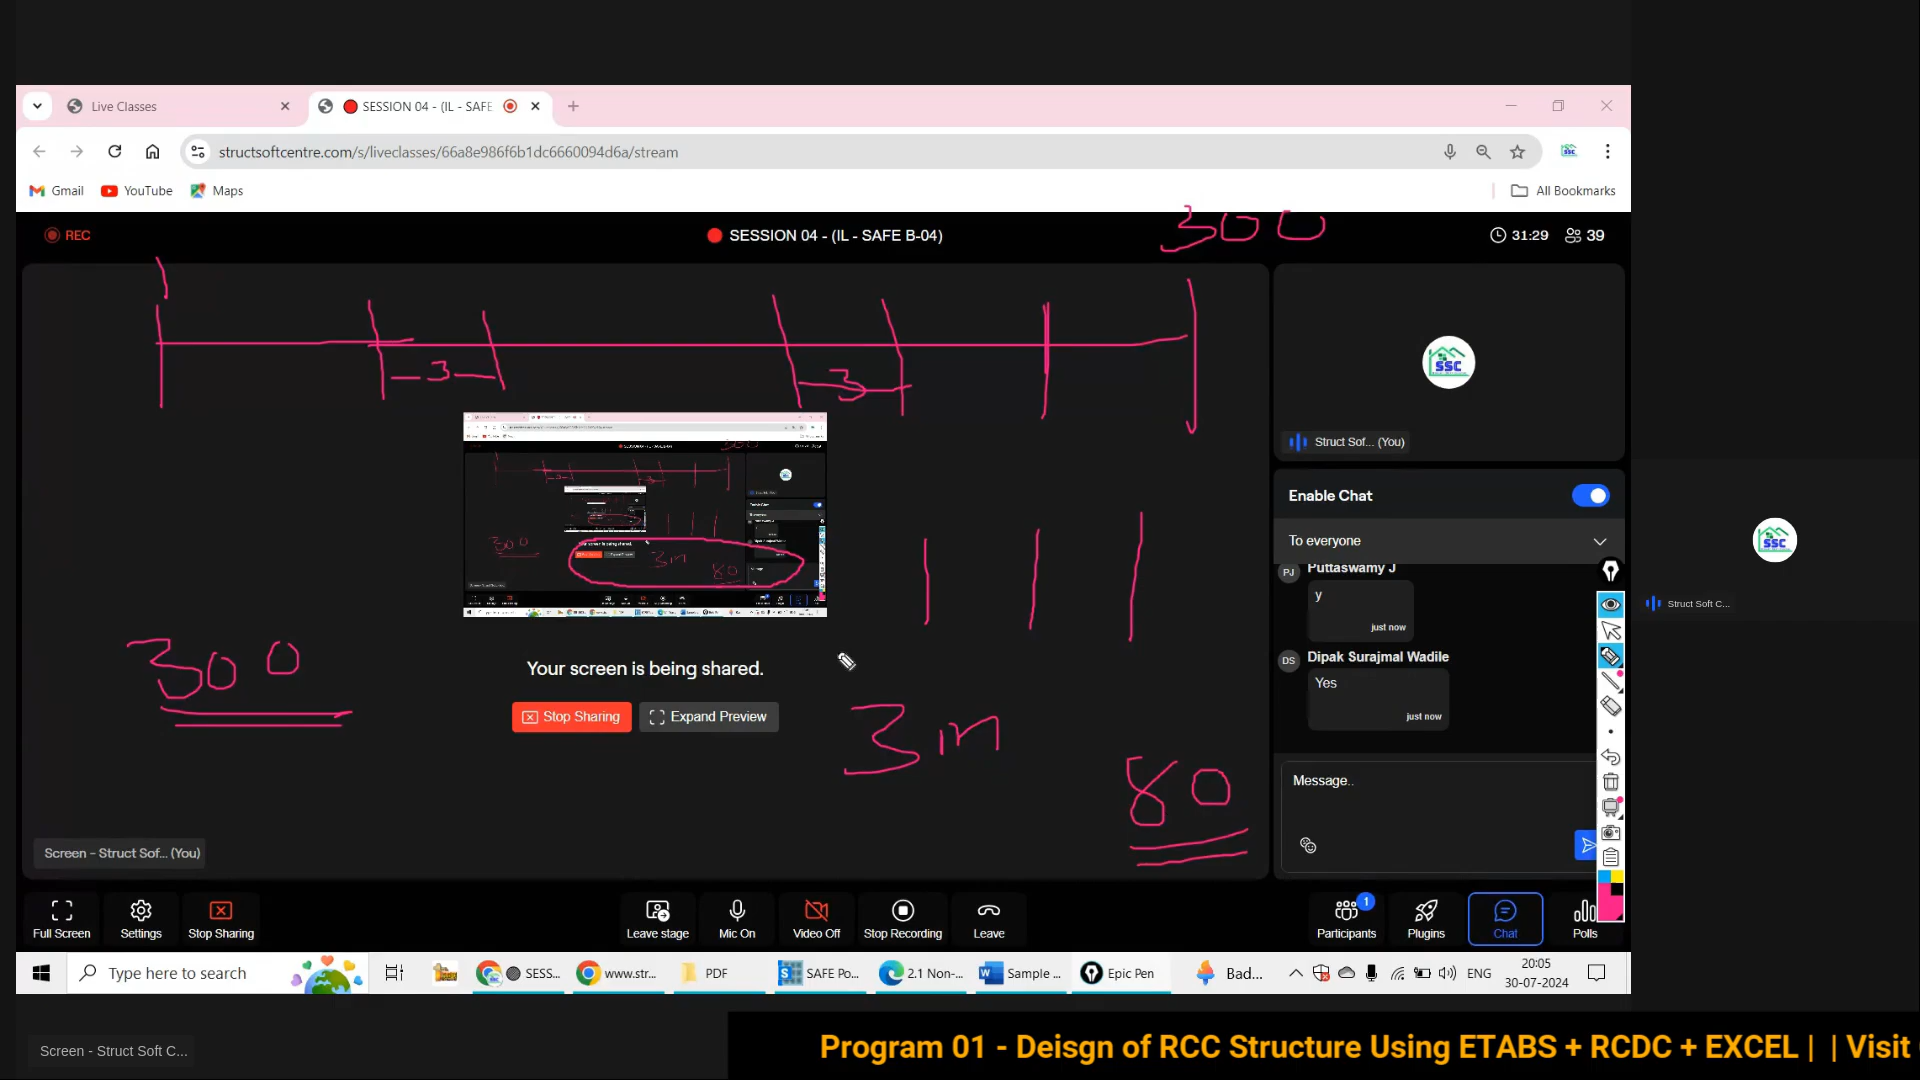 Live Classes
SESSION 04 - (IL - SAFE
structsoftcentre.com/s/liveclasses/66a8e986f6b1dc6660094d6a/stream
Gmail
YouTube
Maps
All Bookmarks
300
REC
SESSION 04 - (IL - SAFE B-04)
31:29
39
3
3
SSC
Struct Sof... (You)
Enable Chat
To everyone
PJ
Puttaswamy J
y
just now
DS
Dipak Surajmal Wadile
Yes
just now
SSC
Struct Soft C...
300
Your screen is being shared.
Stop Sharing
Expand Preview
3m
80
Message..
Screen - Struct Sof... (You)
Full Screen
Settings
Stop Sharing
Leave stage
Mic On
Video Off
Stop Recording
Leave
1
Participants
Plugins
Chat
Polls
Type here to search
SESS...
www.str...
PDF
SAFE Po...
2.1 Non-...
Sample ...
Epic Pen
Bad...
ENG
20:05
30-07-2024
Screen - Struct Soft C...
Program 01 - Deisgn of RCC Structure Using ETABS + RCDC + EXCEL | | Visit